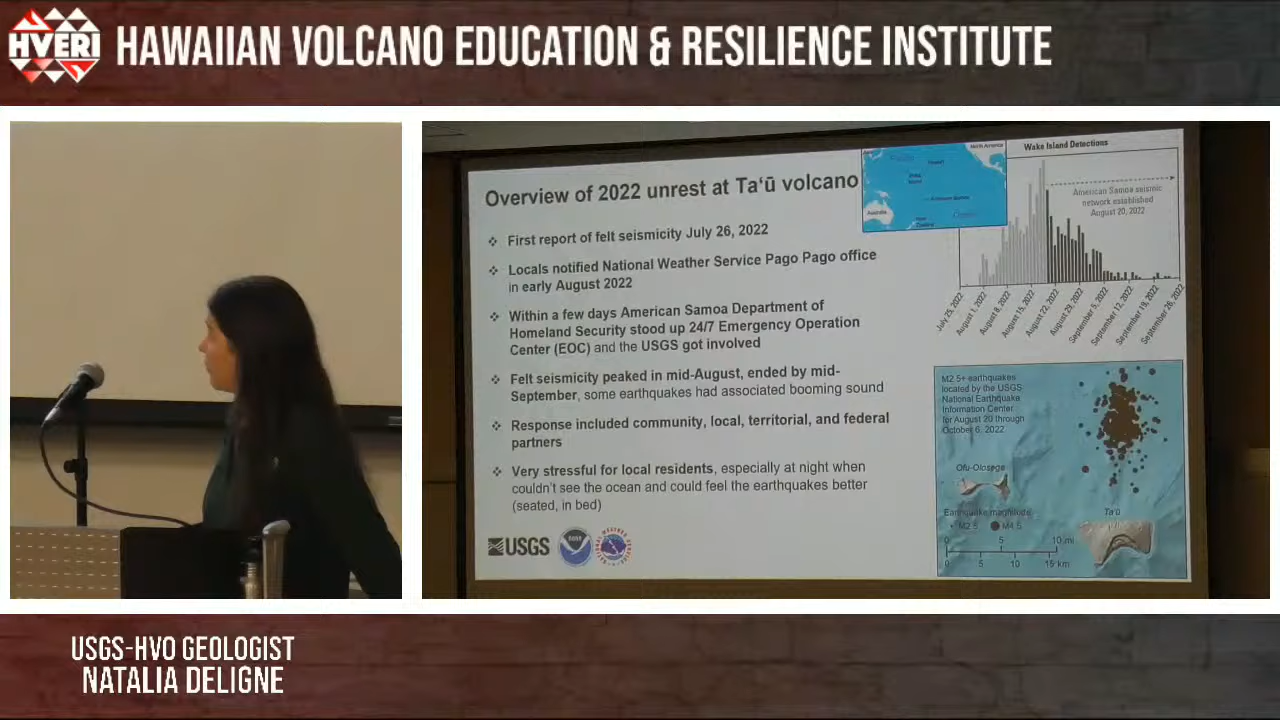 HVERI
HAWAIIAN VOLCANO EDUCATION & RESILIENCE INSTITUTE
Overview of 2022 unrest at Taʻū volcano
❖ First report of felt seismicity July 26, 2022
❖ Locals notified National Weather Service Pago Pago office
in early August 2022
❖ Within a few days American Samoa Department of
Homeland Security stood up 24/7 Emergency Operation
Center (EOC) and the USGS got involved
❖ Felt seismicity peaked in mid-August, ended by mid-
September, some earthquakes had associated booming sound
❖ Response included community, local, territorial, and federal
partners
❖ Very stressful for local residents, especially at night when
couldn't see the ocean and could feel the earthquakes better
(seated, in bed)
USGS
North America
Australia
Wake Island Detections
American Samoa seismic
network established
August 20, 2022
July 25, 2022
August 1, 2022
August 8, 2022
August 15, 2022
August 22, 2022
August 29, 2022
September 5, 2022
September 12, 2022
September 19, 2022
September 26, 2022
M2.5+ earthquakes
located by the USGS
National Earthquake
Information Center
for August 20 through
October 6, 2022
Ofu-Olosega
Taʻū
Earthquake magnitude
M2.5 M4.5
0 5 10 mi
0 5 10 15 km
USGS-HVO GEOLOGIST
NATALIA DELIGNE